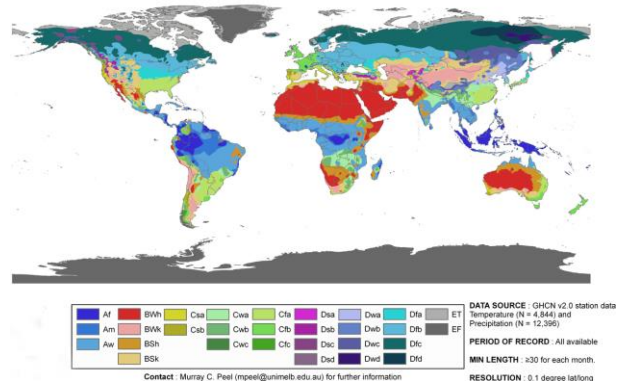 Af BWh Csa Cwa Cfa Dsa Dwa Dfa ET
Am BWk Csb Cwb Cfb Dsb Dwb Dfb EF
Aw BSh Cwc Cfc Dsc Dwc Dfc
BSk Dsd Dwd Dfd
Contact : Murray C. Peel (mpeel@unimelb.edu.au) for further information
DATA SOURCE : GHCN v2.0 station data
Temperature (N = 4,844) and
Precipitation (N = 12,396)
PERIOD OF RECORD : All available
MIN LENGTH : ≥30 for each month.
RESOLUTION : 0.1 degree lat/long